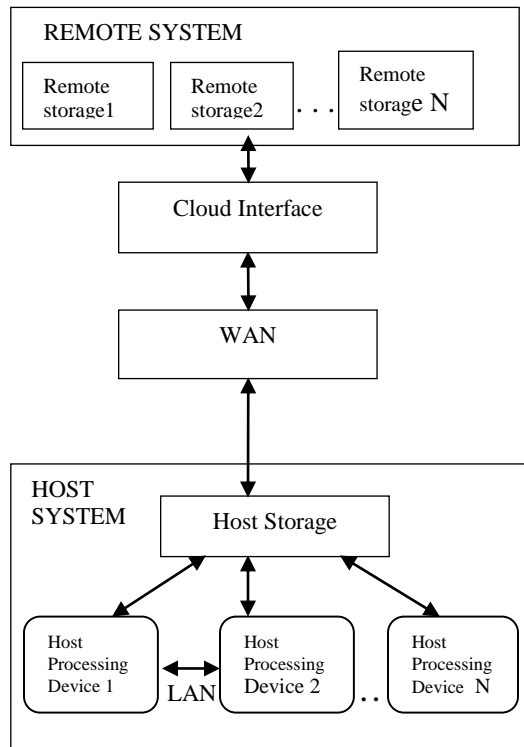 REMOTE SYSTEM
Remote
storage1
Remote
storage2
. . .
Remote
storage N
Cloud Interface
WAN
HOST
SYSTEM
Host Storage
Host
Processing
Device 1
LAN
Host
Processing
Device 2
. .
Host
Processing
Device N